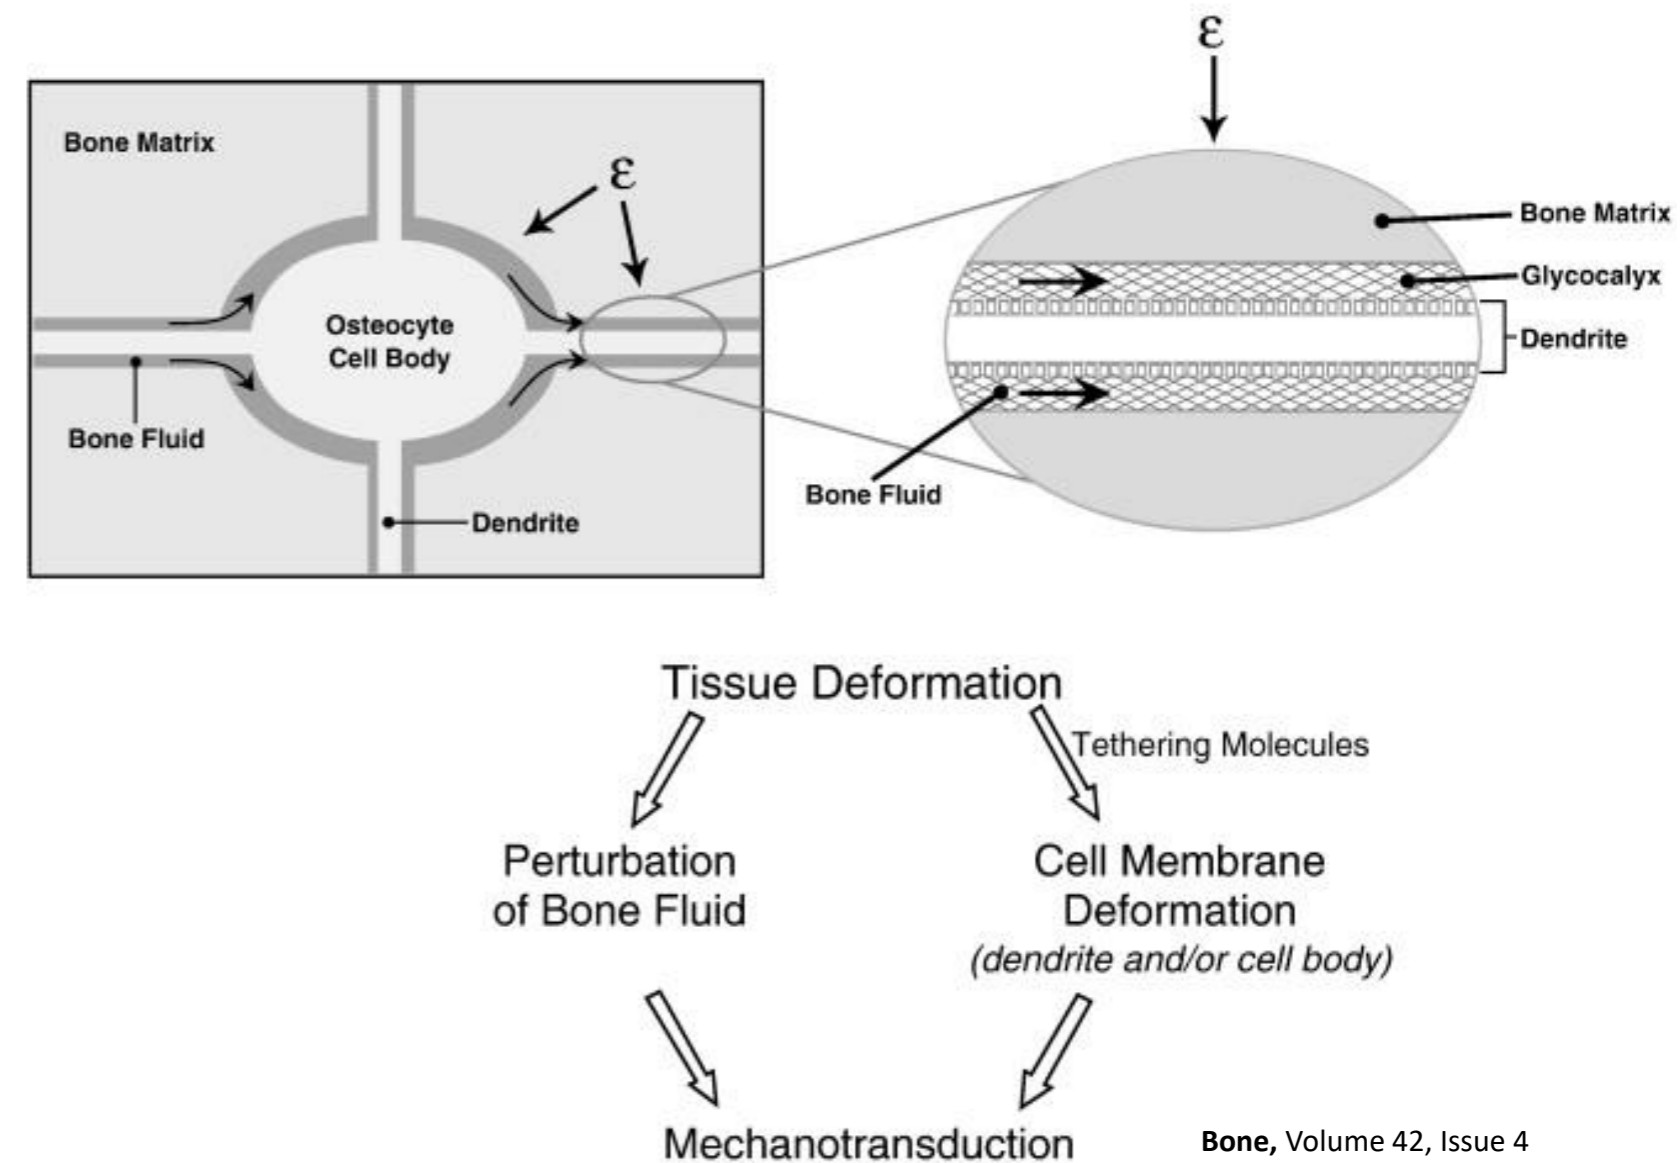 Bone Matrix
ε
Osteocyte
Cell Body
Bone Fluid
Dendrite
ε
Bone Matrix
Glycocalyx
Dendrite
Bone Fluid
Tissue Deformation
Tethering Molecules
Perturbation
of Bone Fluid
Cell Membrane
Deformation
(dendrite and/or cell body)
Mechanotransduction
Bone, Volume 42, Issue 4